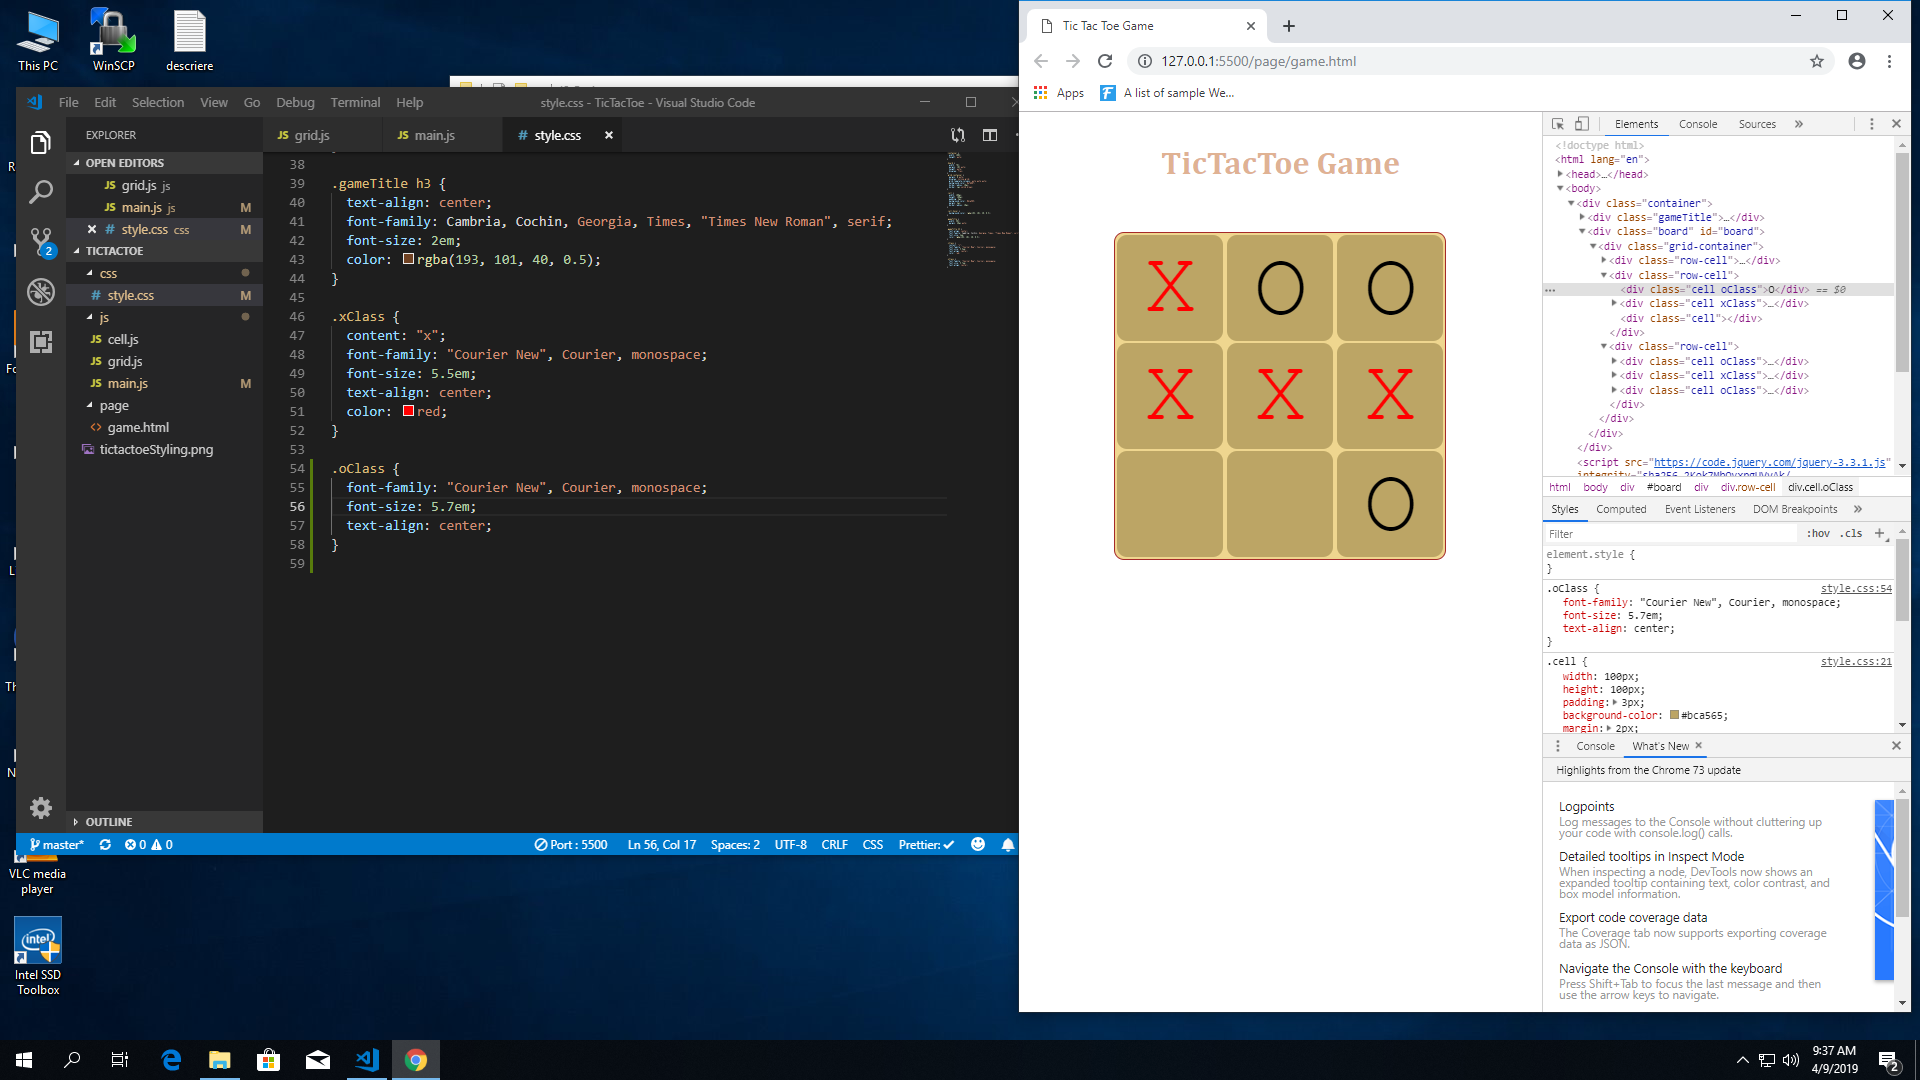 This PC
WinSCP
descriere
VLC media
player
Intel SSD
Toolbox
File Edit Selection View Go Debug Terminal Help
style.css - TicTacToe - Visual Studio Code
EXPLORER
OPEN EDITORS
JS grid.js js
JS main.js js M
# style.css css M
TICTACTOE
css
# style.css M
js
JS cell.js
JS grid.js
JS main.js M
page
<> game.html
tictactoeStyling.png
OUTLINE
2
JS grid.js
JS main.js
# style.css
38
39 .gameTitle h3 {
40 text-align: center;
41 font-family: Cambria, Cochin, Georgia, Times, "Times New Roman", serif;
42 font-size: 2em;
43 color: rgba(193, 101, 40, 0.5);
44 }
45
46 .xClass {
47 content: "x";
48 font-family: "Courier New", Courier, monospace;
49 font-size: 5.5em;
50 text-align: center;
51 color: red;
52 }
53
54 .oClass {
55 font-family: "Courier New", Courier, monospace;
56 font-size: 5.7em;
57 text-align: center;
58 }
59
master* 0 0 Port : 5500 Ln 56, Col 17 Spaces: 2 UTF-8 CRLF CSS Prettier: ✓
Tic Tac Toe Game
127.0.0.1:5500/page/game.html
Apps A list of sample We...
TicTacToe Game
X O O
X X X
O
Elements Console Sources »
<!doctype html>
<html lang="en">
<head>…</head>
<body>
<div class="container">
<div class="gameTitle">…</div>
<div class="board" id="board">
<div class="grid-container">
<div class="row-cell">…</div>
<div class="row-cell">
<div class="cell oClass">O</div> == $0
<div class="cell xClass">…</div>
<div class="cell"></div>
</div>
<div class="row-cell">
<div class="cell oClass">…</div>
<div class="cell xClass">…</div>
<div class="cell oClass">…</div>
</div>
</div>
</div>
</div>
<script src="https://code.jquery.com/jquery-3.3.1.js"
html body div #board div div.row-cell div.cell.oClass
Styles Computed Event Listeners DOM Breakpoints »
Filter :hov .cls +
element.style {
}
.oClass { style.css:54
font-family: "Courier New", Courier, monospace;
font-size: 5.7em;
text-align: center;
}
.cell { style.css:21
width: 100px;
height: 100px;
padding: 3px;
background-color: #bca565;
margin: 2px;
Console What's New
Highlights from the Chrome 73 update
Logpoints
Log messages to the Console without cluttering up
your code with console.log() calls.
Detailed tooltips in Inspect Mode
When inspecting a node, DevTools now shows an
expanded tooltip containing text, color contrast, and
box model information.
Export code coverage data
The Coverage tab now supports exporting coverage
data as JSON.
Navigate the Console with the keyboard
Press Shift+Tab to focus the last message and then
use the arrow keys to navigate.
9:37 AM
4/9/2019
2